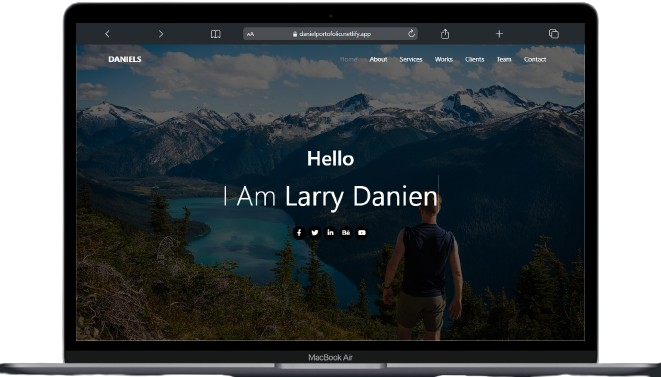 AA danielportofolio.netlify.app
DANIELS Home About Services Works Clients Team Contact
Hello
I Am Larry Danien
f in Bē
MacBook Air